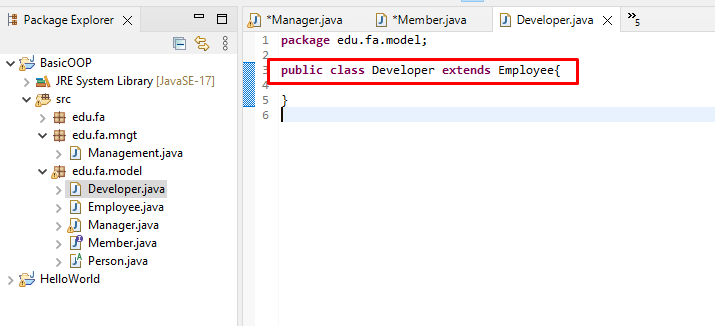 Package Explorer
BasicOOP
JRE System Library [JavaSE-17]
src
edu.fa
edu.fa.mngt
Management.java
edu.fa.model
Developer.java
Employee.java
Manager.java
Member.java
Person.java
HelloWorld
*Manager.java
*Member.java
Developer.java
»5
1 package edu.fa.model;
2
3 public class Developer extends Employee{
4
5 }
6